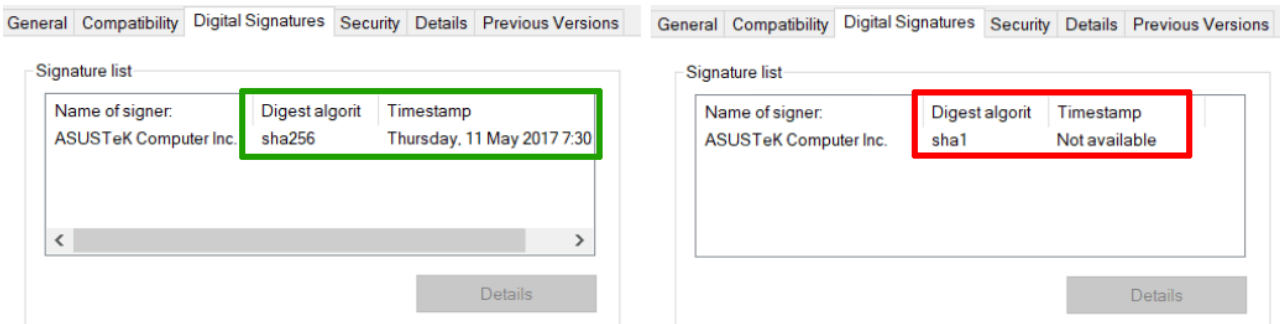 General Compatibility Digital Signatures Security Details Previous Versions
Signature list
Name of signer: Digest algorit Timestamp
ASUSTeK Computer Inc. sha256 Thursday, 11 May 2017 7:30
Details
General Compatibility Digital Signatures Security Details Previous Versions
Signature list
Name of signer: Digest algorit Timestamp
ASUSTeK Computer Inc. sha1 Not available
Details